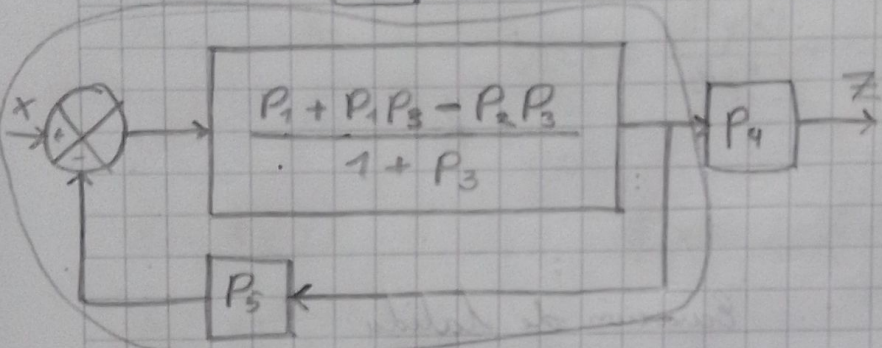 x
+
-
P₁ + P₁P₃ - P₂P₃
1 + P₃
P₄
Z
P₅